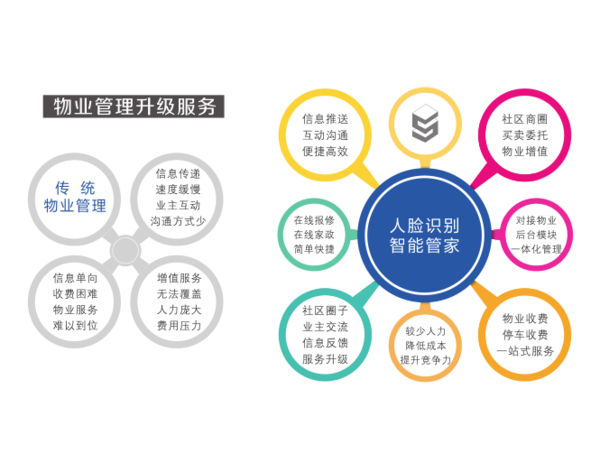 物业管理升级服务
传 统
物业管理
信息传递
速度缓慢
业主互动
沟通方式少
信息单向
收费困难
物业服务
难以到位
增值服务
无法覆盖
人力庞大
费用压力
信息推送
互动沟通
便捷高效
社区商圈
买卖委托
物业增值
在线报修
在线家政
简单快捷
人脸识别
智能管家
对接物业
后台模块
一体化管理
社区圈子
业主交流
信息反馈
服务升级
较少人力
降低成本
提升竞争力
物业收费
停车收费
一站式服务